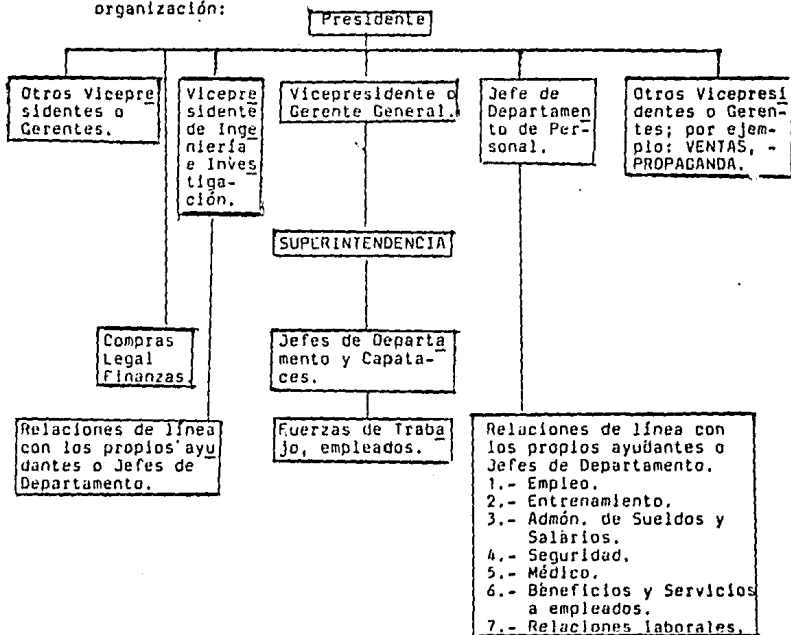 organización:
Presidente
Otros Vicepre
sidentes o
Gerentes.
Vicepre
sidente
de Inge
niería
e Inves
tiga-
ción.
Vicepresidente o
Gerente General.
Jefe de
Departamen
to de Per-
sonal.
Otros Vicepresi
dentes o Geren-
tes; por ejem-
plo: VENTAS, -
PROPAGANDA.
SUPERINTENDENCIA
Compras
Legal
Finanzas.
Jefes de Departa
mento y Capata-
ces.
Relaciones de línea
con los propios ayu
dantes o Jefes de
Departamento.
Fuerzas de Traba
jo, empleados.
Relaciones de línea con
los propios ayudantes o
Jefes de Departamento.
1.- Empleo.
2.- Entrenamiento.
3.- Admón. de Sueldos y
Salários.
4.- Seguridad.
5.- Médico.
6.- Beneficios y Servicios
a empleados.
7.- Relaciones laborales.